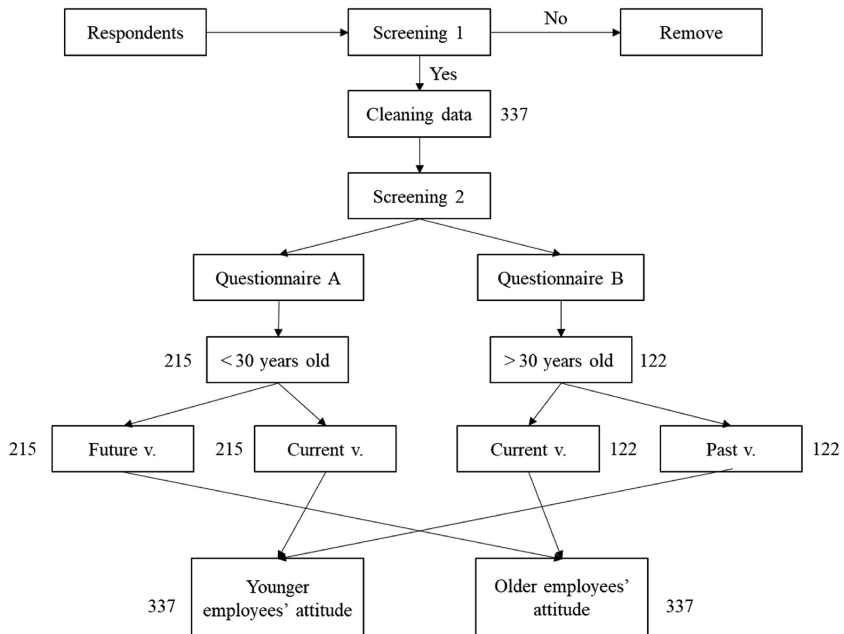 Respondents
Screening 1
No
Remove
Yes
Cleaning data
337
Screening 2
Questionnaire A
Questionnaire B
215
< 30 years old
> 30 years old
122
215
Future v.
215
Current v.
Current v.
122
Past v.
122
337
Younger
employees’ attitude
Older employees’
attitude
337